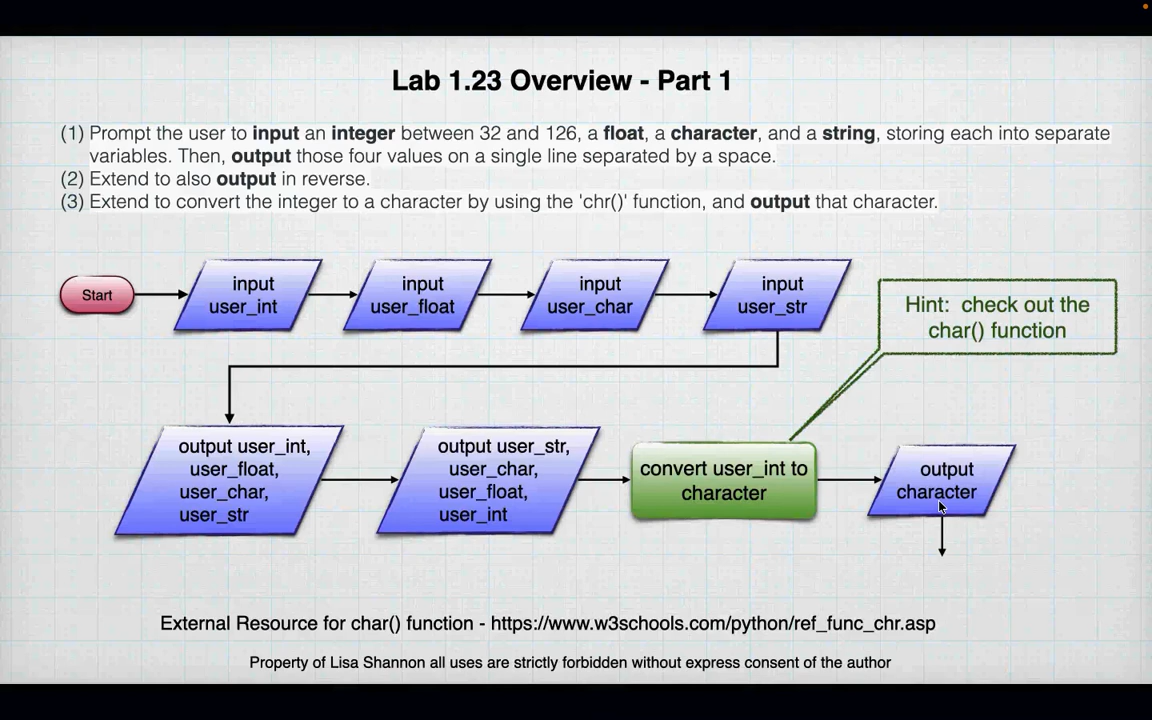 Lab 1.23 Overview - Part 1
(1) Prompt the user to input an integer between 32 and 126, a float, a character, and a string, storing each into separate
variables. Then, output those four values on a single line separated by a space.
(2) Extend to also output in reverse.
(3) Extend to convert the integer to a character by using the 'chr()' function, and output that character.
Start
input
user_int
input
user_float
input
user_char
input
user_str
Hint: check out the
char() function
output user_int,
user_float,
user_char,
user_str
output user_str,
user_char,
user_float,
user_int
convert user_int to
character
output
character
External Resource for char() function - https://www.w3schools.com/python/ref_func_chr.asp
Property of Lisa Shannon all uses are strictly forbidden without express consent of the author